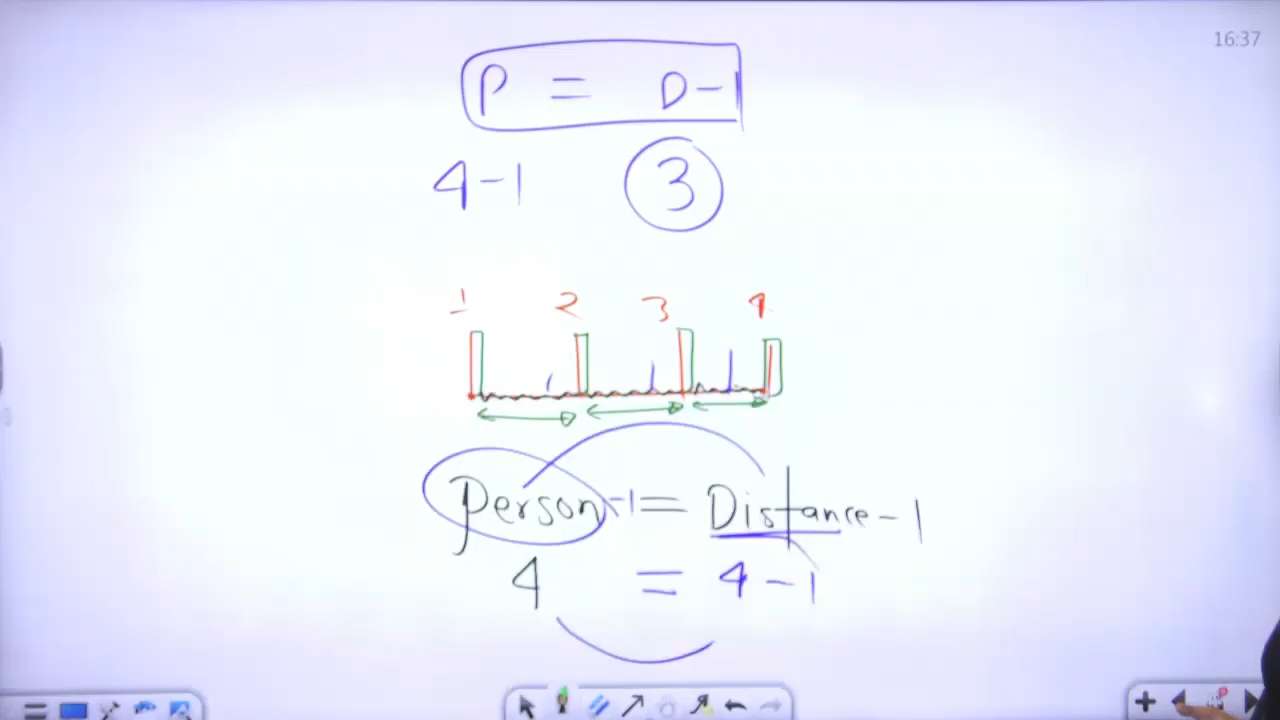 16:37
P = D-1
4-1 3
1 2 3 4
Person-1 = Distance-1
4 = 4-1